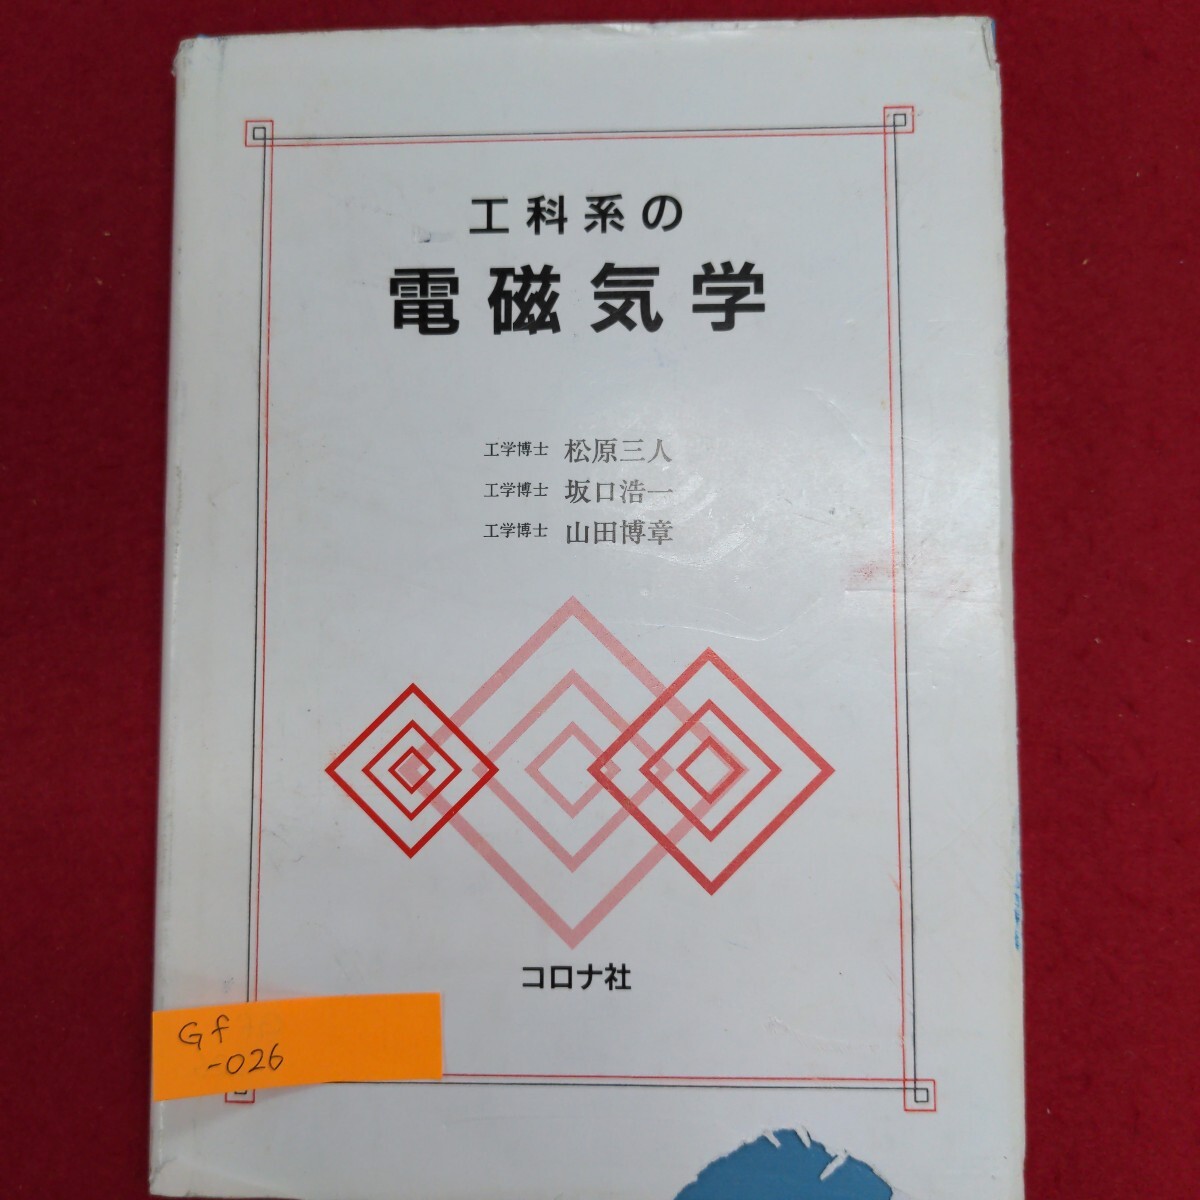 工科系の
電磁気学
工学博士 松原三人
工学博士 坂口浩一
工学博士 山田博章
コロナ社
Gf
-026